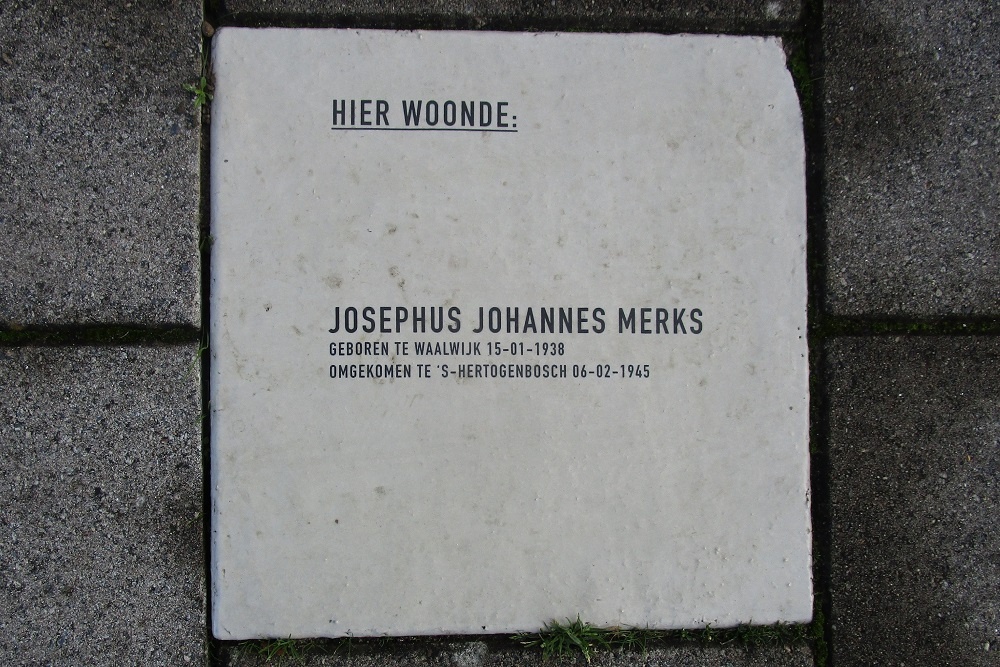 HIER WOONDE:
JOSEPHUS JOHANNES MERKS
GEBOREN TE WAALWIJK 15-01-1938
OMGEKOMEN TE 'S-HERTOGENBOSCH 06-02-1945